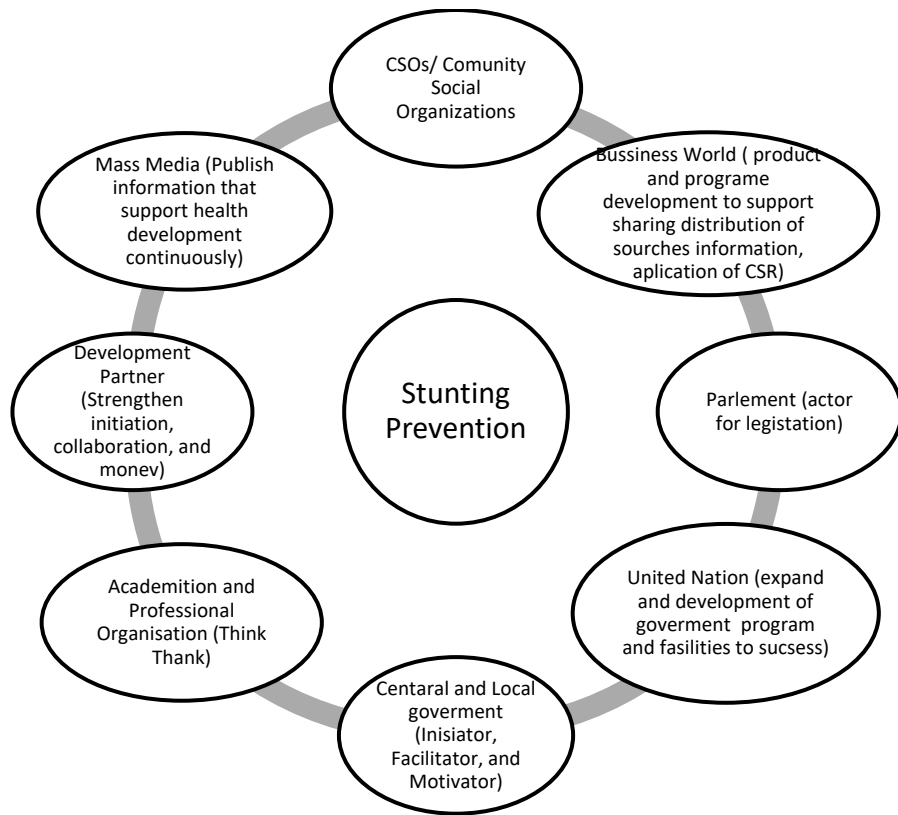 CSOs/ Comunity
Social
Organizations
Bussiness World ( product
and programe
development to support
sharing distribution of
sourches information,
aplication of CSR)
Parlement (actor
for legistation)
United Nation (expand
and development of
goverment program
and fasilities to sucsess)
Centaral and Local
goverment
(Inisiator,
Facilitator, and
Motivator)
Academition and
Professional
Organisation (Think
Thank)
Development
Partner
(Strengthen
initiation,
collaboration, and
monev)
Mass Media (Publish
information that
support health
development
continuously)
Stunting
Prevention